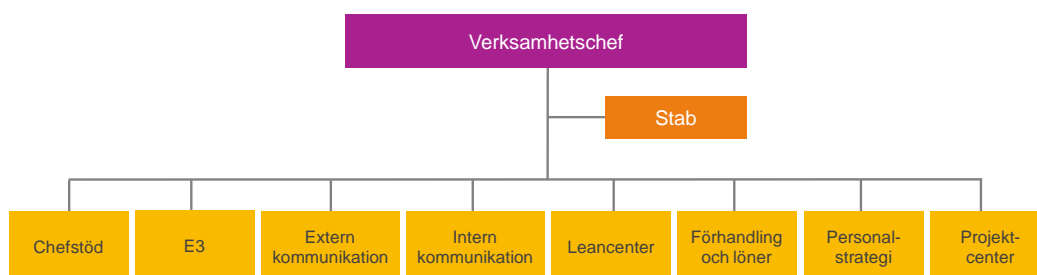 Verksamhetschef
Stab
Chefstöd
E3
Extern
kommunikation
Intern
kommunikation
Leancenter
Förhandling
och löner
Personal-
strategi
Projekt-
center